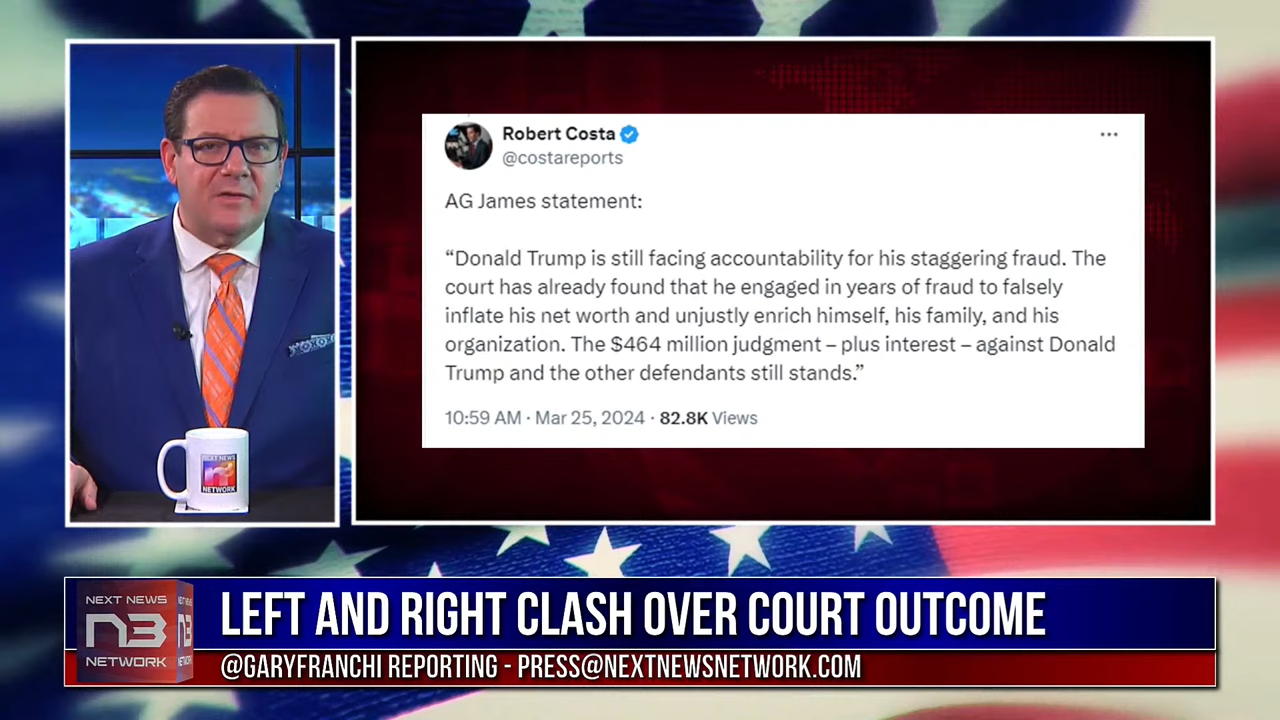 Robert Costa
@costareports
AG James statement:
“Donald Trump is still facing accountability for his staggering fraud. The
court has already found that he engaged in years of fraud to falsely
inflate his net worth and unjustly enrich himself, his family, and his
organization. The $464 million judgment – plus interest – against Donald
Trump and the other defendants still stands.”
10:59 AM · Mar 25, 2024 · 82.8K Views
NEXT NEWS
NETWORK
LEFT AND RIGHT CLASH OVER COURT OUTCOME
@GARYFRANCHI REPORTING - PRESS@NEXTNEWSNETWORK.COM
NEXT NEWS
n3
NETWORK